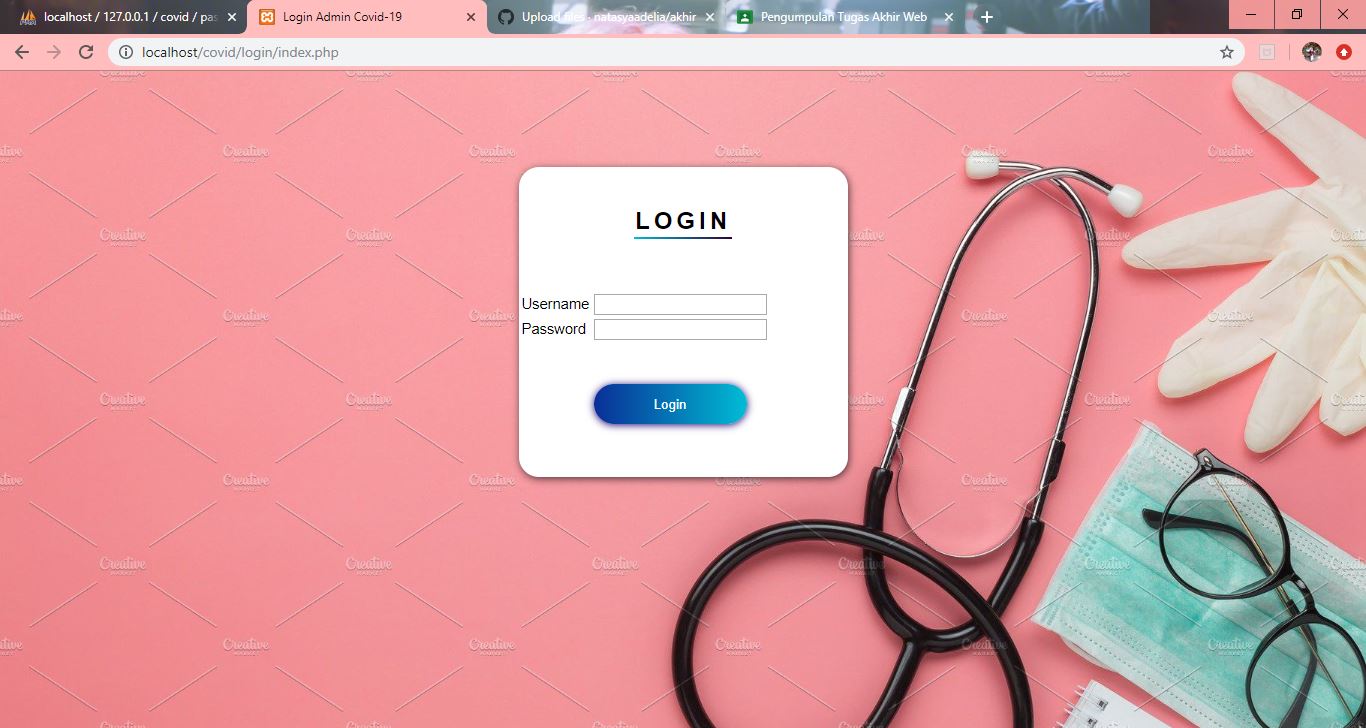 localhost / 127.0.0.1 / covid / pas
Login Admin Covid-19
Upload files · natasyaadelia/akhir
Pengumpulan Tugas Akhir Web
localhost/covid/login/index.php
LOGIN
Username
Password
Login
Creative
MARKET